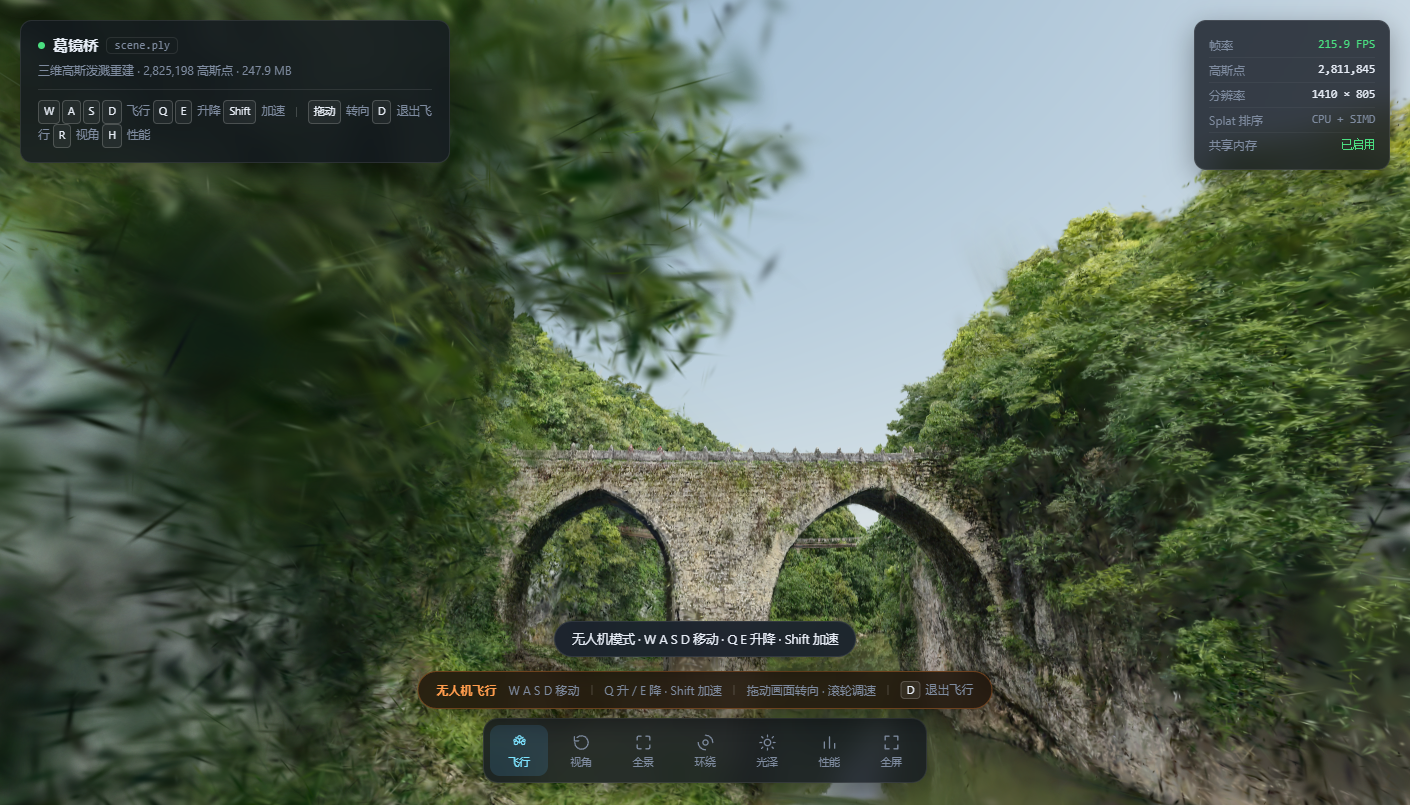 葛镜桥 scene.ply
三维高斯泼溅重建 · 2,825,198 高斯点 · 247.9 MB
W A S D 飞行 Q E 升降 Shift 加速 | 拖动 转向 D 退出飞
行 R 视角 H 性能
帧率 215.9 FPS
高斯点 2,811,845
分辨率 1410 × 805
Splat 排序 CPU + SIMD
共享内存 已启用
无人机模式 · W A S D 移动 · Q E 升降 · Shift 加速
无人机飞行 W A S D 移动 | Q 升 / E 降 · Shift 加速 | 拖动画面转向 · 滚轮调速 | D 退出飞行
飞行 视角 全景 环绕 光泽 性能 全屏